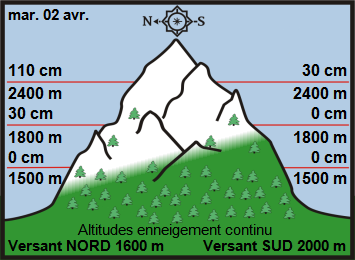 mar. 02 avr.
N S
110 cm 30 cm
2400 m 2400 m
30 cm 0 cm
1800 m 1800 m
0 cm 0 cm
1500 m 1500 m
Altitudes enneigement continu
Versant NORD 1600 m Versant SUD 2000 m